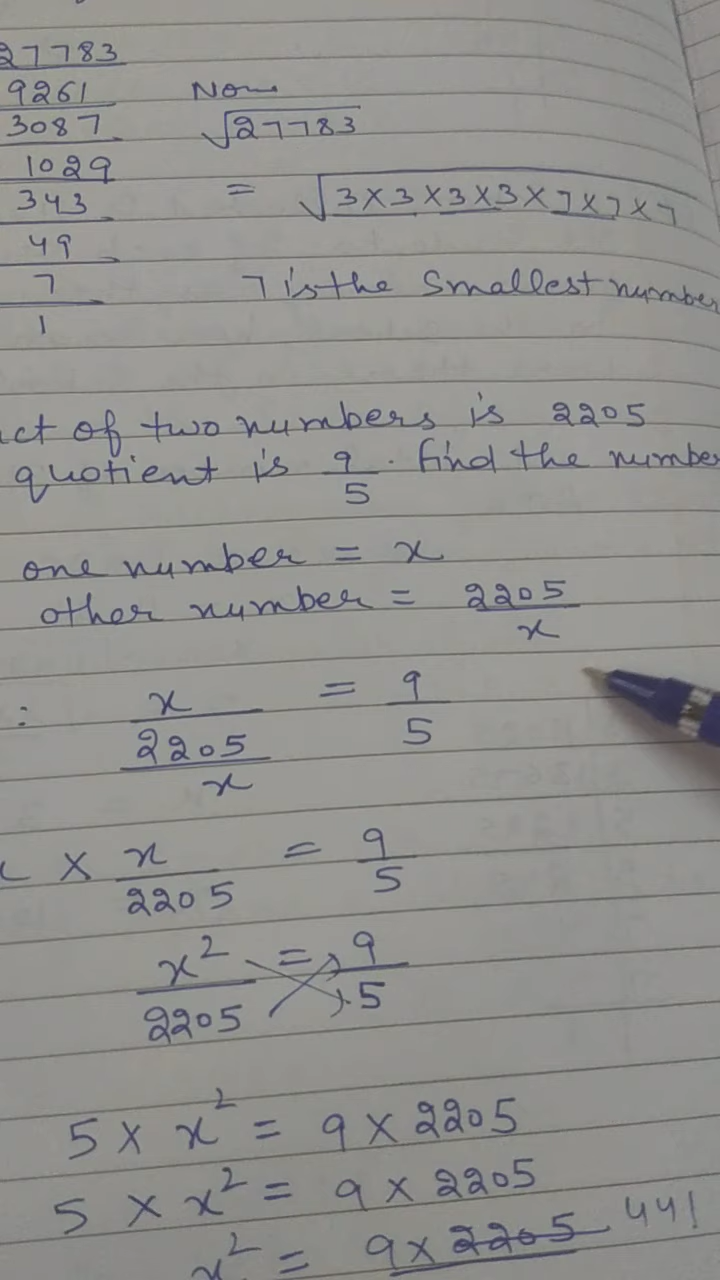 27783
9261 Now
3087 √27783
1029
343 = √3×3×3×3×7×7×7
49
7 7 is the smallest number
1
uct of two numbers is 2205
quotient is 9/5. find the number
one number = x
other number = 2205/x
: x/(2205/x) = 9/5
x × x/2205 = 9/5
x²/2205 = 9/5
5 × x² = 9 × 2205
5 × x² = 9 × 2205
x² = 9 × 2205 441